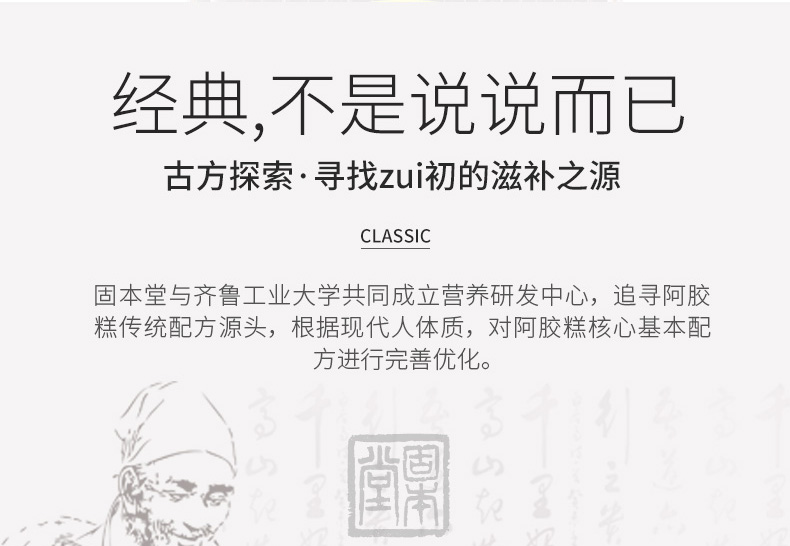 经典,不是说说而已
古方探索·寻找zui初的滋补之源
CLASSIC
固本堂与齐鲁工业大学共同成立营养研发中心，追寻阿胶
糕传统配方源头，根据现代人体质，对阿胶糕核心基本配
方进行完善优化。
固本堂